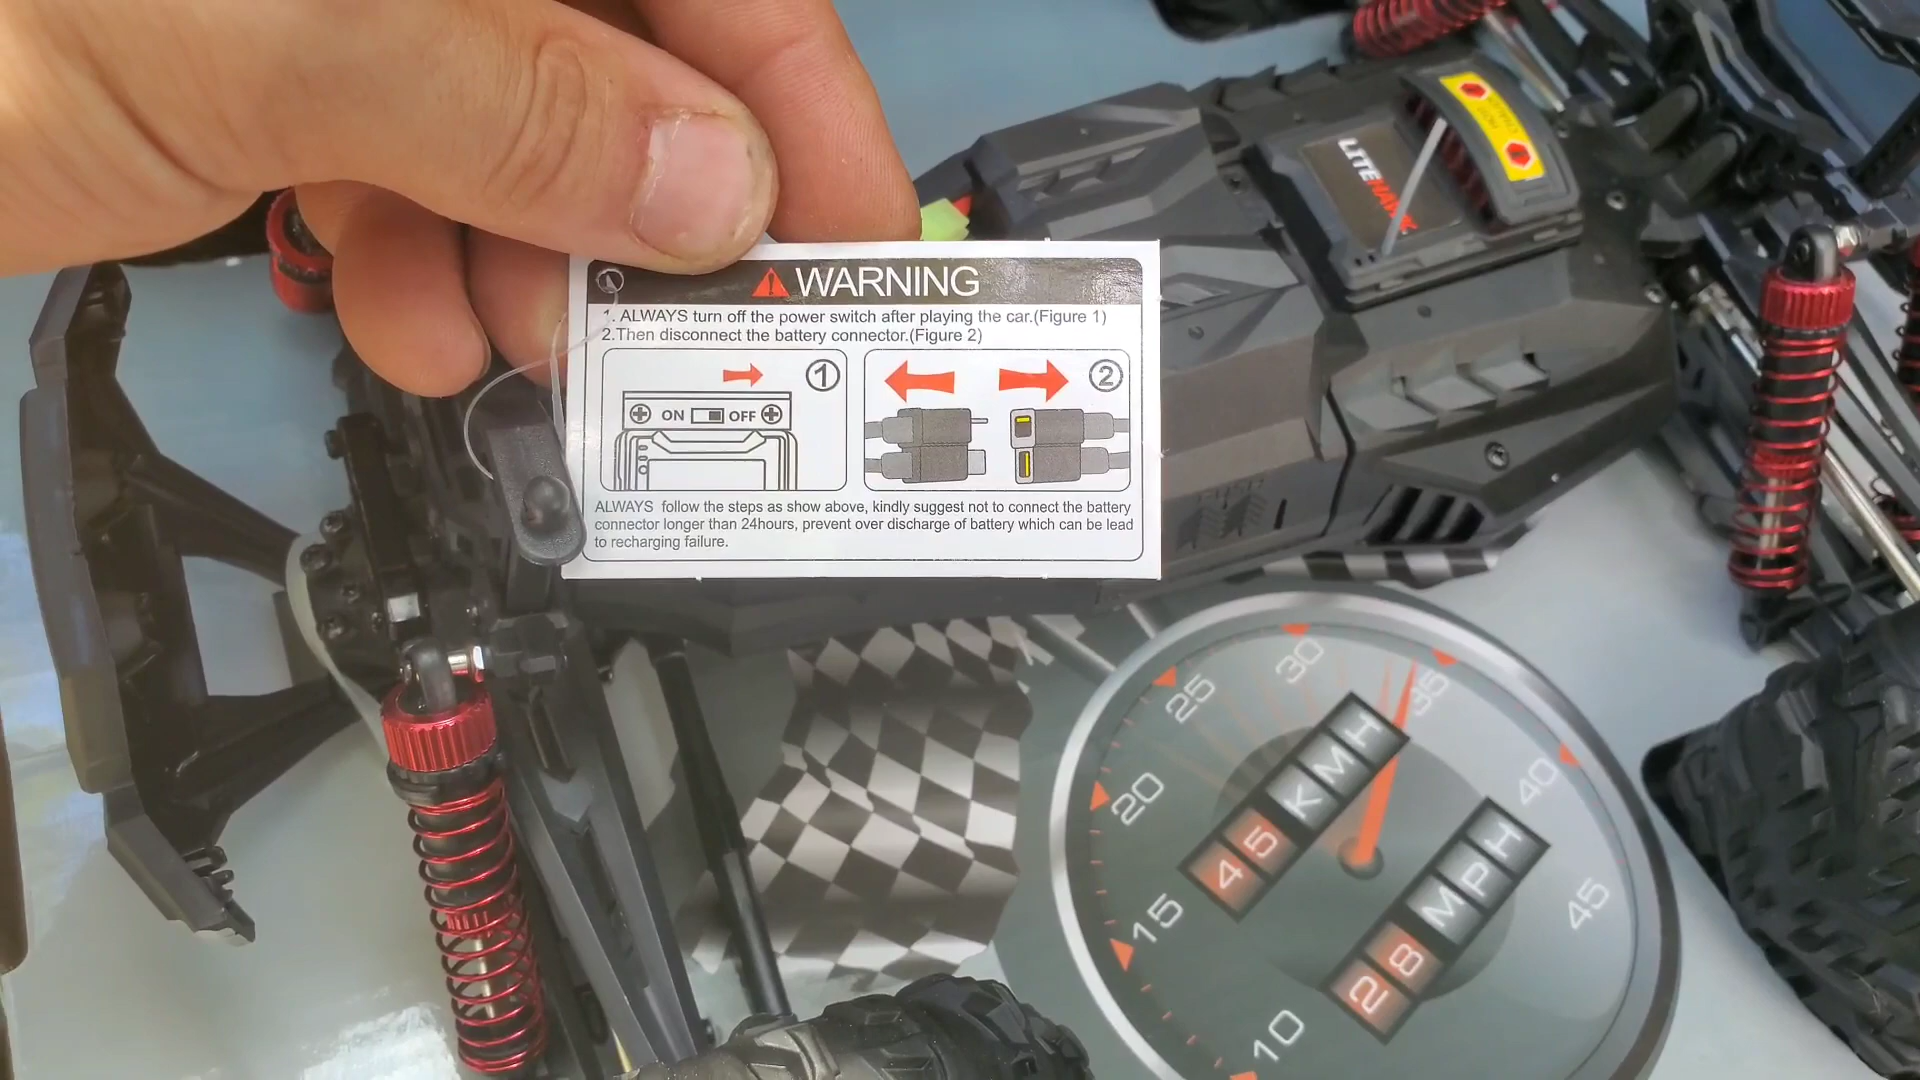 WARNING
1. ALWAYS turn off the power switch after playing the car.(Figure 1)
2.Then disconnect the battery connector.(Figure 2)
1
ON OFF
2
ALWAYS follow the steps as show above, kindly suggest not to connect the battery
connector longer than 24hours, prevent over discharge of battery which can be lead
to recharging failure.
LITEHAWK
10
15
20
25
30
35
40
45
45 KMH
28 MPH